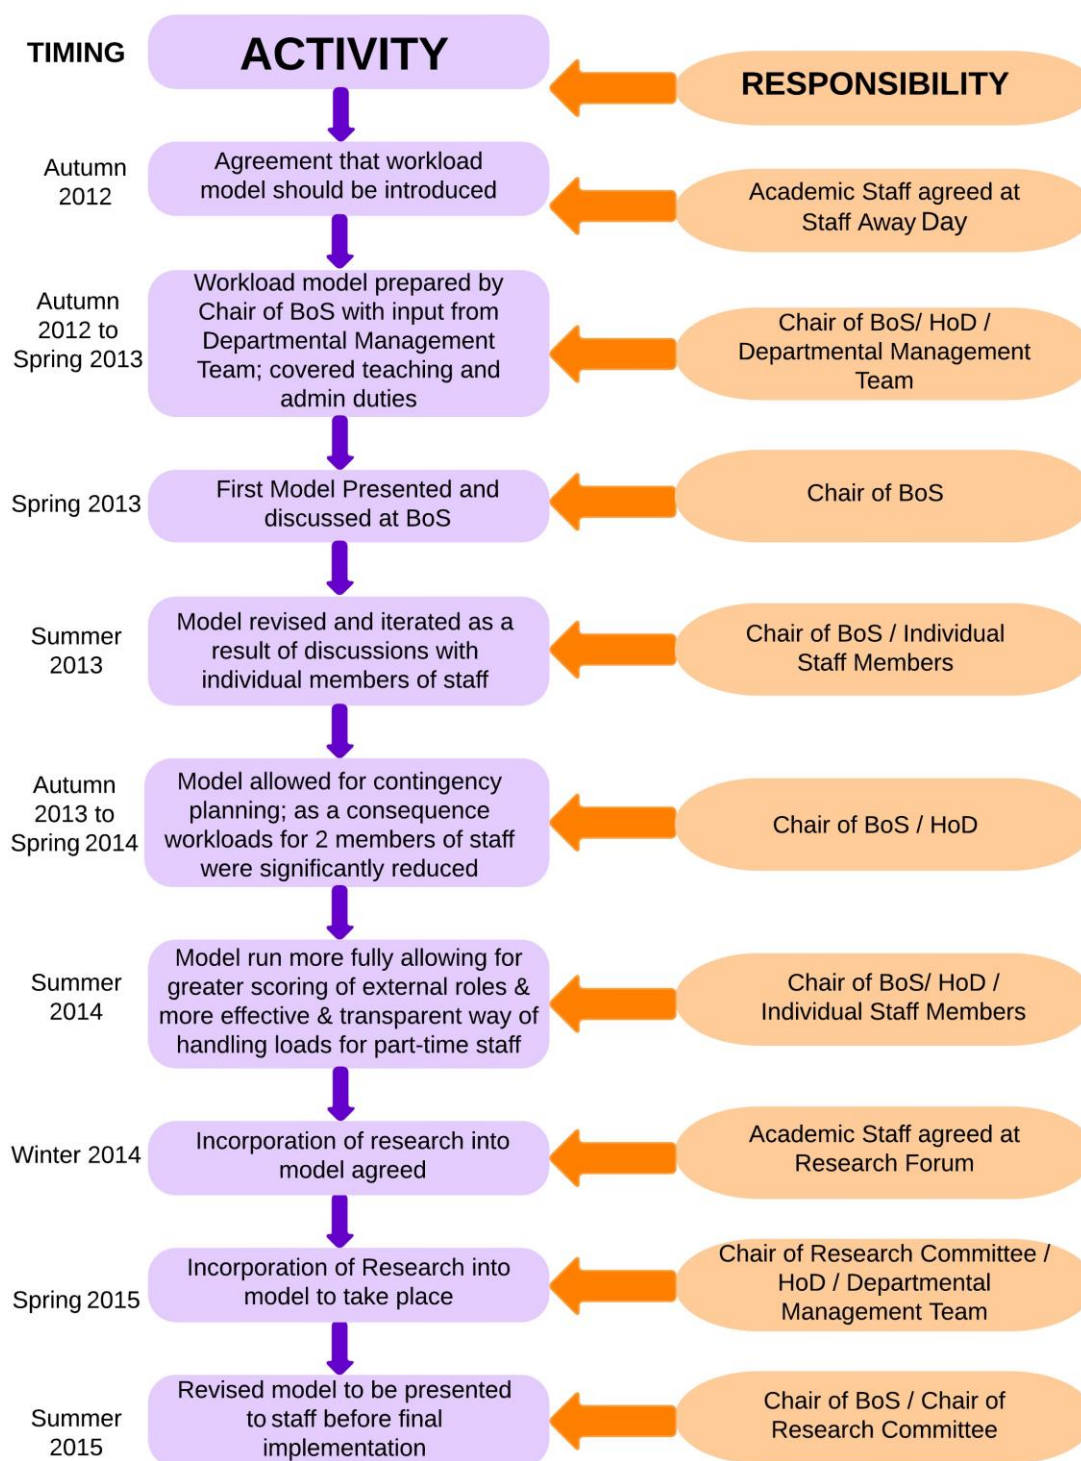 TIMING
ACTIVITY
RESPONSIBILITY
Autumn
2012
Agreement that workload
model should be introduced
Academic Staff agreed at
Staff Away Day
Autumn
2012 to
Spring 2013
Workload model prepared by
Chair of BoS with input from
Departmental Management
Team; covered teaching and
admin duties
Chair of BoS/ HoD /
Departmental Management
Team
Spring 2013
First Model Presented and
discussed at BoS
Chair of BoS
Summer
2013
Model revised and iterated as a
result of discussions with
individual members of staff
Chair of BoS / Individual
Staff Members
Autumn
2013 to
Spring 2014
Model allowed for contingency
planning; as a consequence
workloads for 2 members of staff
were significantly reduced
Chair of BoS / HoD
Summer
2014
Model run more fully allowing for
greater scoring of external roles &
more effective & transparent way of
handling loads for part-time staff
Chair of BoS/ HoD /
Individual Staff Members
Winter 2014
Incorporation of research into
model agreed
Academic Staff agreed at
Research Forum
Spring 2015
Incorporation of Research into
model to take place
Chair of Research Committee /
HoD / Departmental
Management Team
Summer
2015
Revised model to be presented
to staff before final
implementation
Chair of BoS / Chair of
Research Committee